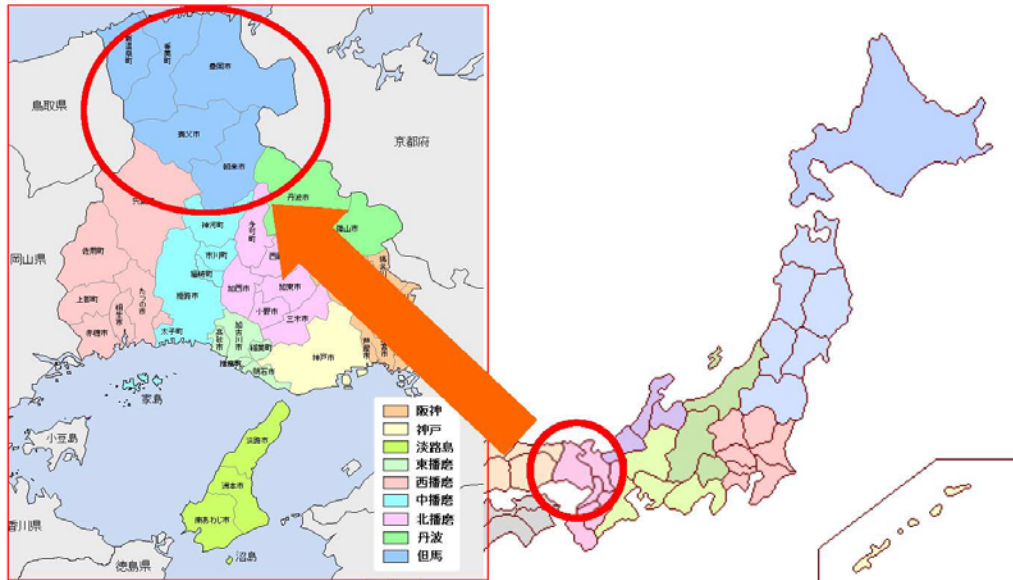 新温泉町
香美町
豊岡市
鳥取県
養父市
京都府
朝来市
丹波市
篠山市
神河町
多可町
佐用町
市川町
岡山県
福崎町
加西市
加東市
姫路市
上郡町
相生市
たつの市
小野市
三木市
赤穂市
太子町
高砂市
加古川市
稲美町
播磨町
明石市
神戸市
芦屋市
家島
小豆島
淡路市
洲本市
南あわじ市
沼島
香川県
徳島県
阪神
神戸
淡路島
東播磨
西播磨
中播磨
北播磨
丹波
但馬